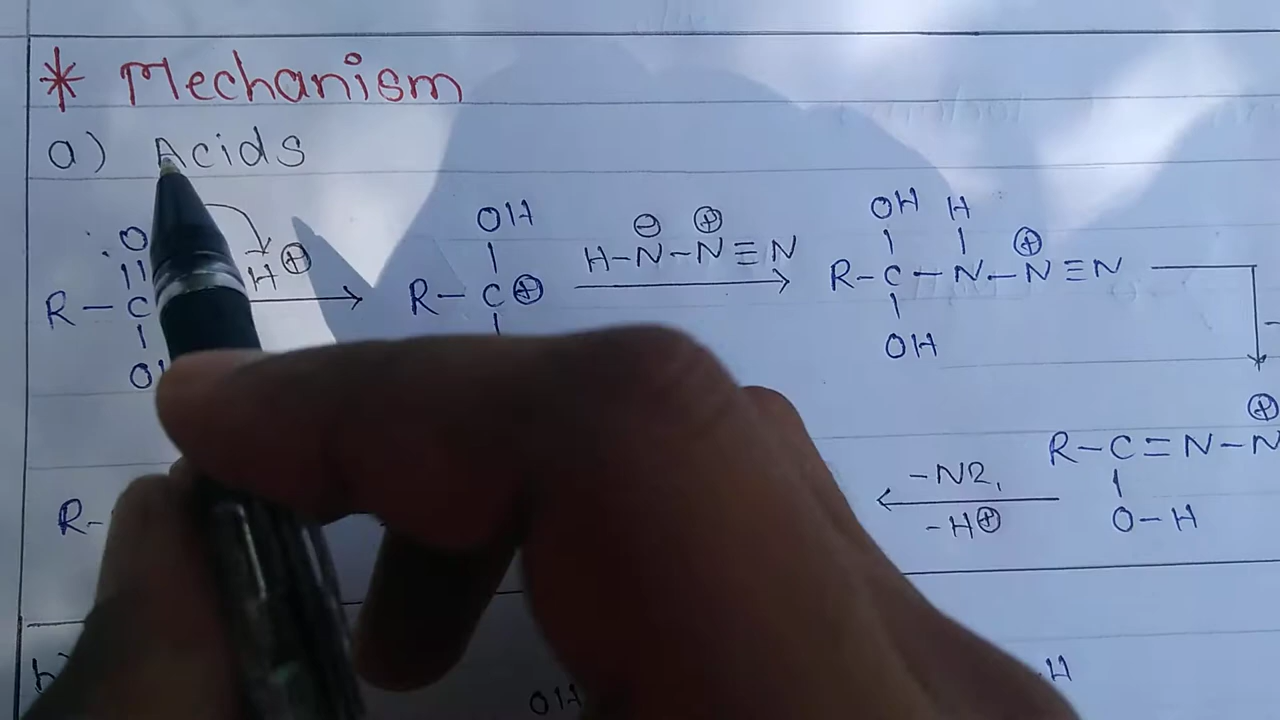 * Mechanism
a) Acids
OH OH H
O H⊕ H-N⊖-N⊕≡N R-C-N-N⊕≡N
R-C R-C⊕ OH
O
R-C=N-N⊕
-N2,
R- -H⊕ O-H
H
OH